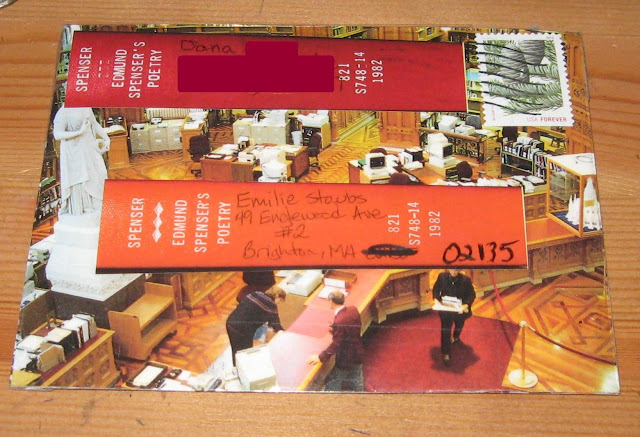 SPENSER
EDMUND
SPENSER'S
POETRY
Dana
821
S748-14
1982
USA FOREVER
SPENSER
EDMUND
SPENSER'S
POETRY
Emilie Staubs
49 Englewood Ave
#2
Brighton, MA
02135
821
S748-14
1982